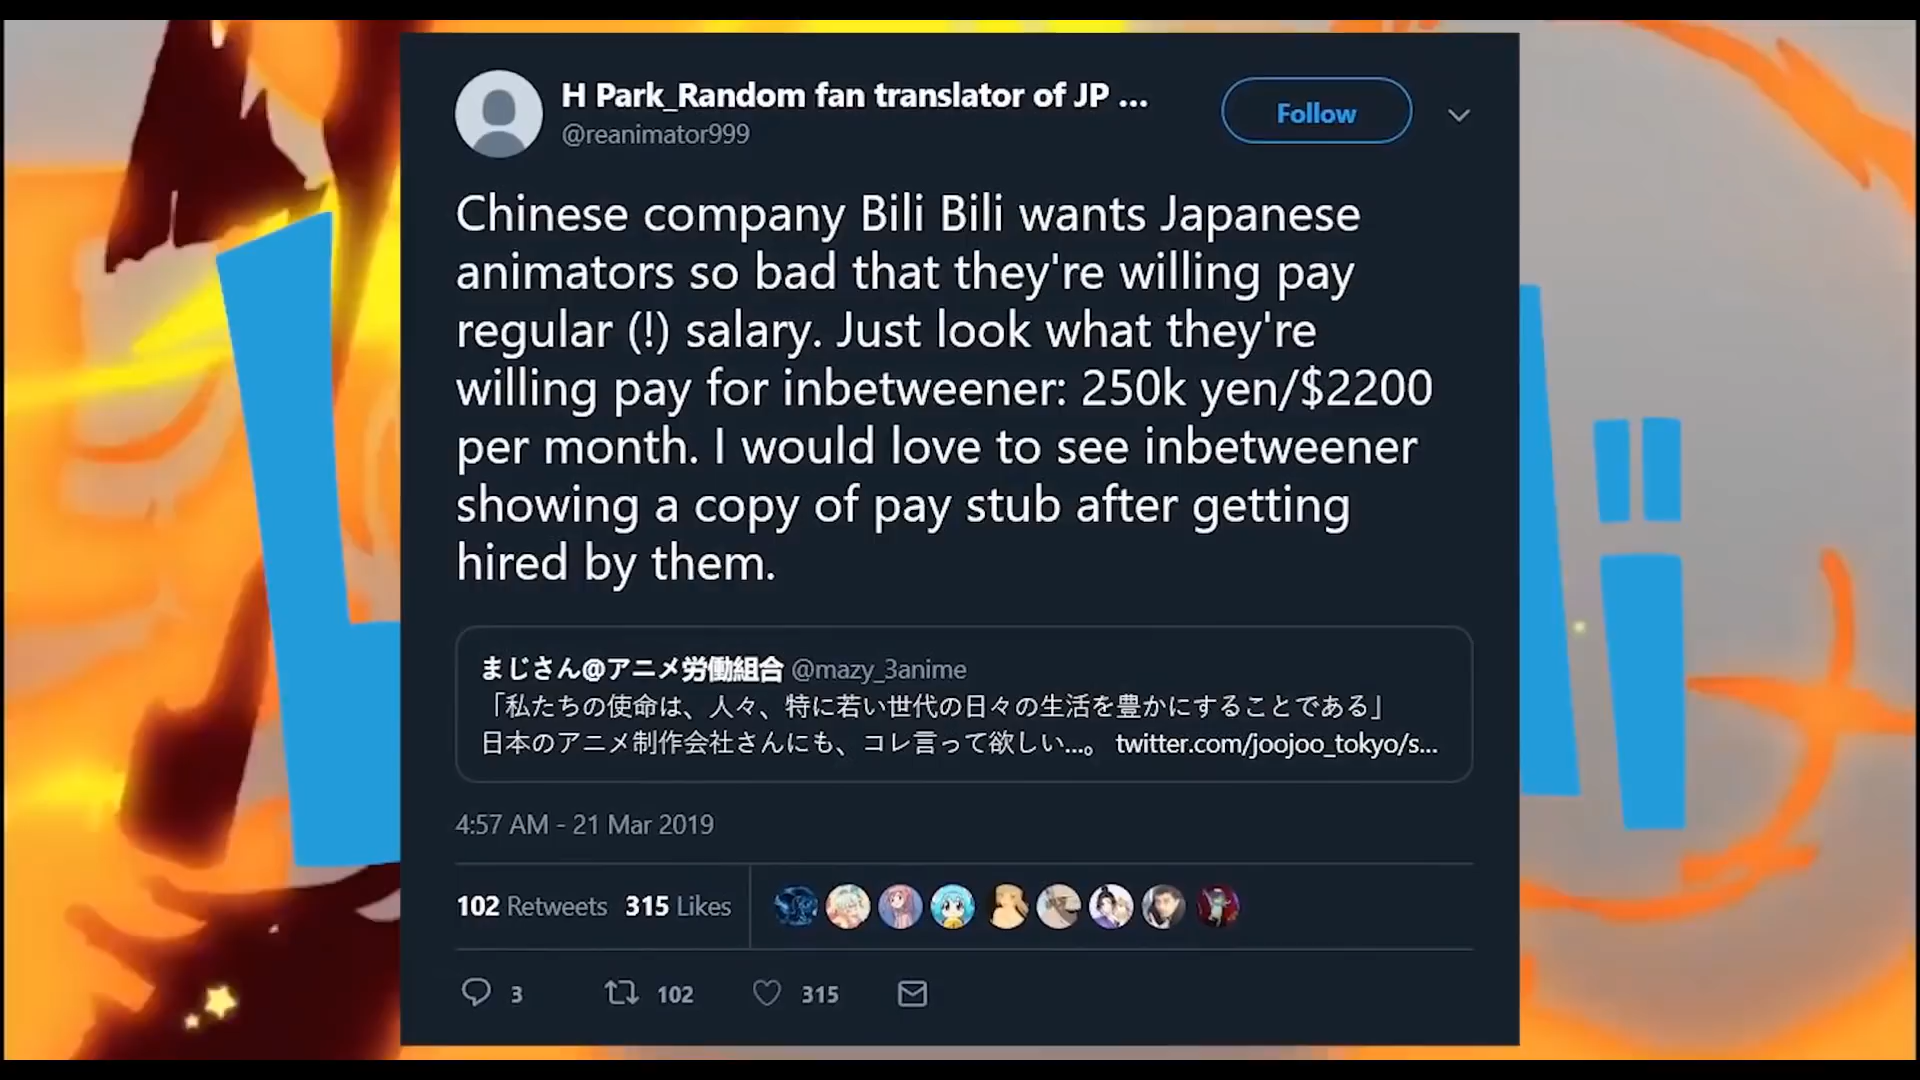 H Park_Random fan translator of JP ...
@reanimator999
Follow
Chinese company Bili Bili wants Japanese
animators so bad that they're willing pay
regular (!) salary. Just look what they're
willing pay for inbetweener: 250k yen/$2200
per month. I would love to see inbetweener
showing a copy of pay stub after getting
hired by them.
まじさん@アニメ労働組合 @mazy_3anime
「私たちの使命は、人々、特に若い世代の日々の生活を豊かにすることである」
日本のアニメ制作会社さんにも、コレ言って欲しい...。 twitter.com/joojoo_tokyo/s...
4:57 AM - 21 Mar 2019
102 Retweets 315 Likes
3 102 315